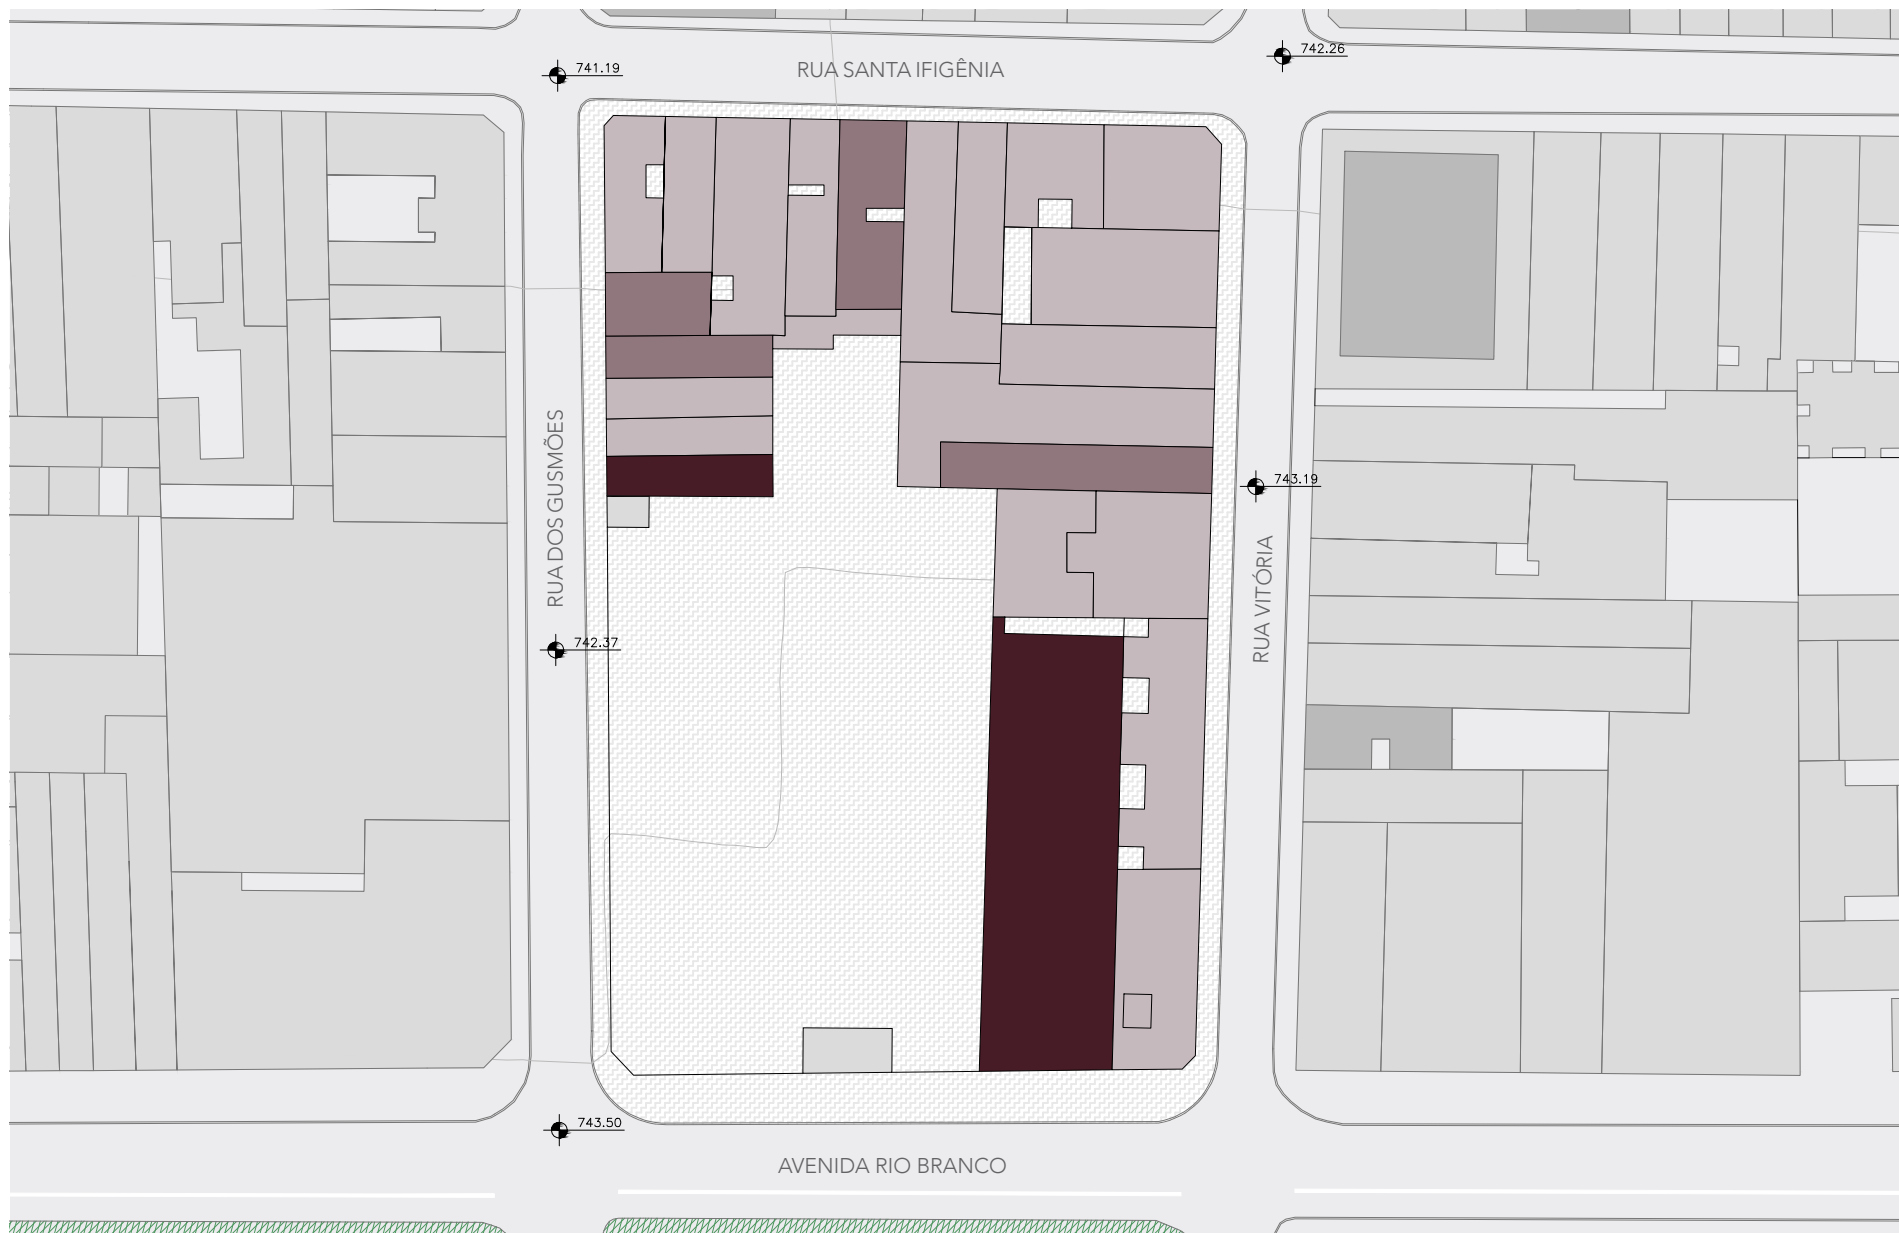 742.26
741.19
RUA SANTA IFIGÊNIA
RUA DOS GUSMÕES
743.19
RUA VITÓRIA
742.37
743.50
AVENIDA RIO BRANCO